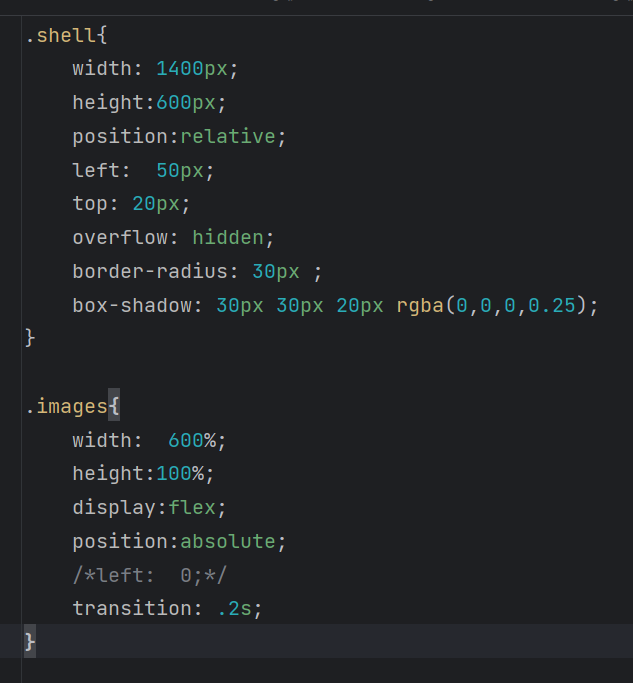 .shell{
    width: 1400px;
    height:600px;
    position:relative;
    left:  50px;
    top: 20px;
    overflow: hidden;
    border-radius: 30px ;
    box-shadow: 30px 30px 20px rgba(0,0,0,0.25);
}

.images{
    width:  600%;
    height:100%;
    display:flex;
    position:absolute;
    /*left:  0;*/
    transition: .2s;
}